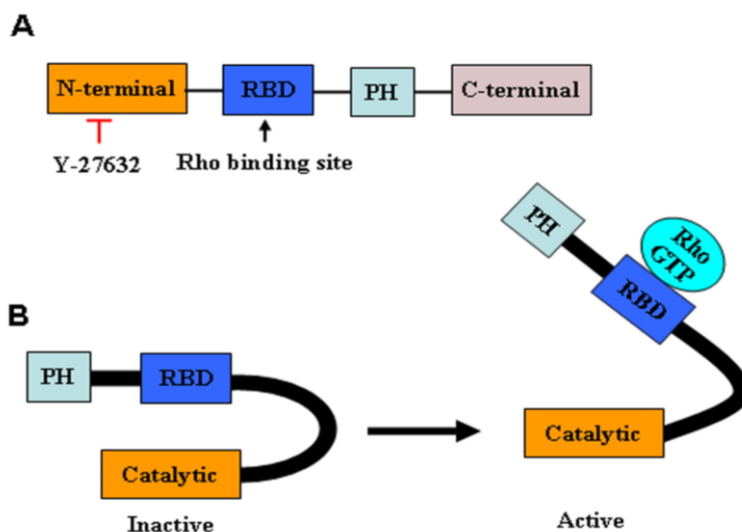 A
N-terminal RBD PH C-terminal
Y-27632 Rho binding site
PH
Rho
GTP
RBD
B
PH RBD
Catalytic
Catalytic
Inactive
Active